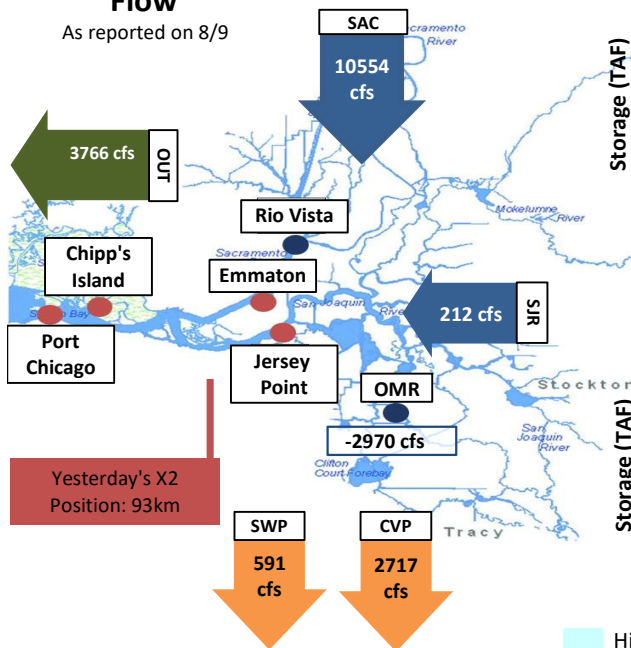 Flow
As reported on 8/9
SAC
Sacramento
River
10554
cfs
Storage (TAF)
3766 cfs
OUT
Rio Vista
Mokelumne
River
Chipp's
Island
Sacramento
Emmaton
San Joaquin
River
212 cfs
SJR
Port
Chicago
Jersey
Point
OMR
Stockton
-2970 cfs
San
Joaquin
River
Clifton
Court Forebay
Storage (TAF)
Yesterday's X2
Position: 93km
SWP
CVP
Tracy
591
cfs
2717
cfs
Hi